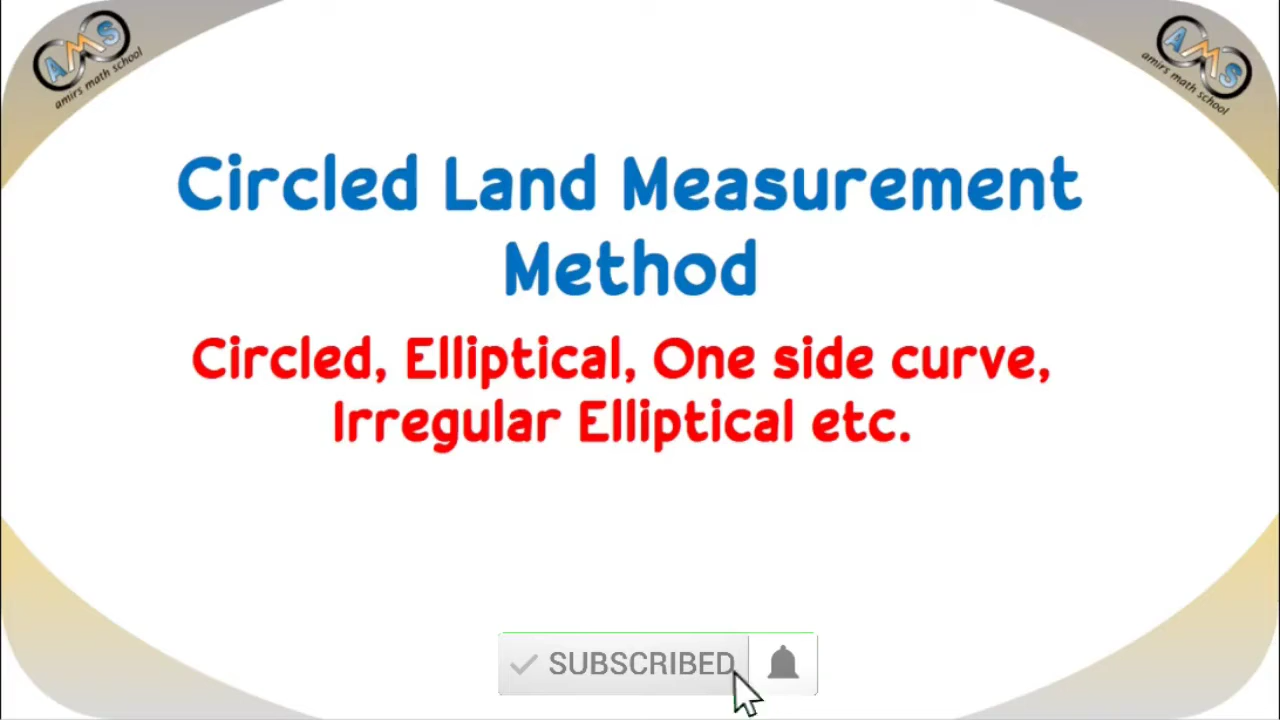 AMS
amirs math school
AMS
amirs math school
Circled Land Measurement
Method
Circled, Elliptical, One side curve,
Irregular Elliptical etc.
SUBSCRIBED